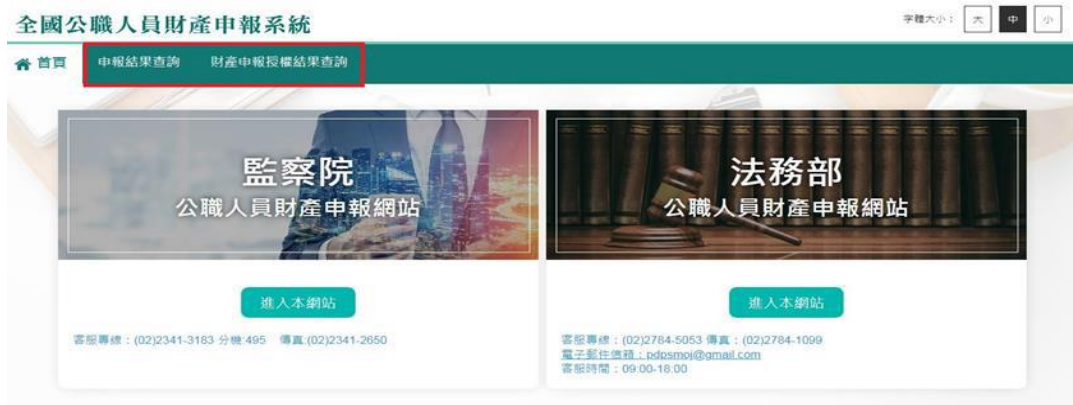 全國公職人員財產申報系統
字體大小： 大 中 小
首頁 申報結果查詢 財產申報授權結果查詢
監察院
公職人員財產申報網站
法務部
公職人員財產申報網站
進入本網站
進入本網站
客服專線：(02)2341-3183 分機:495 傳真:(02)2341-2650
客服專線：(02)2784-5053 傳真：(02)2784-1099
電子郵件信箱：pdpsmoj@gmail.com
客服時間：09:00-18:00